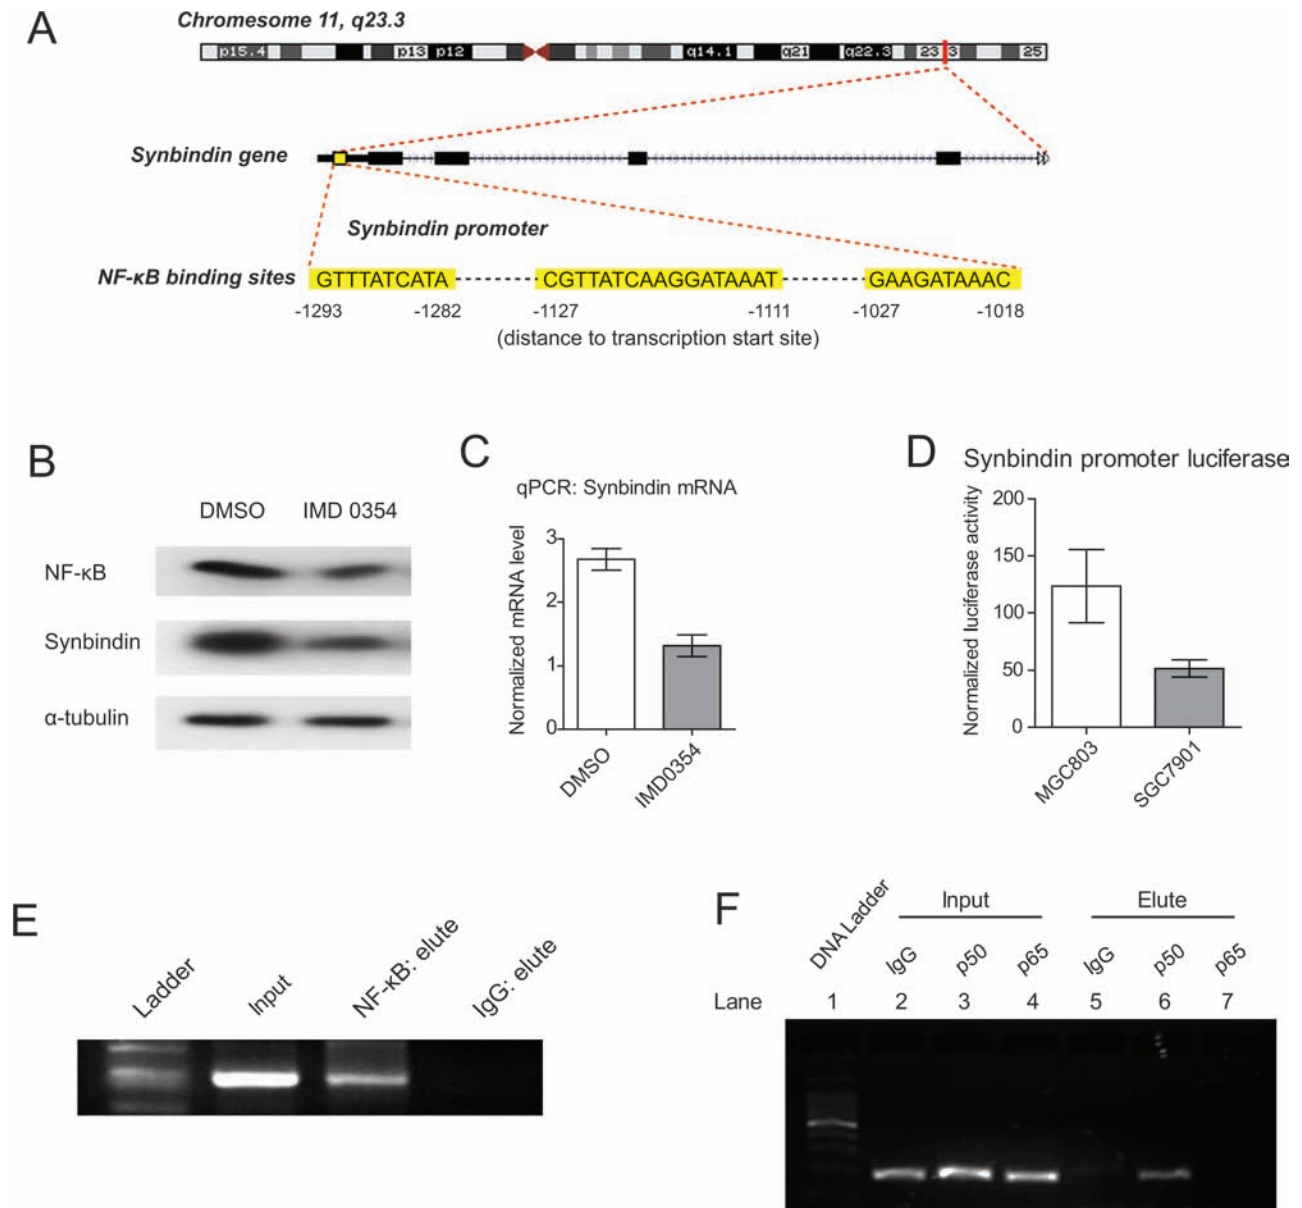 A
Chromesome 11, q23.3
p15.4 p13 p12 q14.1 q21 q22.3 23 3 25
Synbindin gene
Synbindin promoter
NF-κB binding sites GTTTATCATA CGTTATCAAGGATAAAT GAAGATAAAC
-1293 -1282 -1127 -1111 -1027 -1018
(distance to transcription start site)
B
DMSO IMD 0354
NF-κB
Synbindin
α-tubulin
C
qPCR: Synbindin mRNA
Normalized mRNA level
3
2
1
0
DMSO IMD0354
D
Synbindin promoter luciferase
Normalized luciferase activity
200
150
100
50
0
MGC803 SGC7901
E
Ladder Input NF-κB: elute IgG: elute
F
Input Elute
DNA Ladder IgG p50 p65 IgG p50 p65
Lane 1 2 3 4 5 6 7